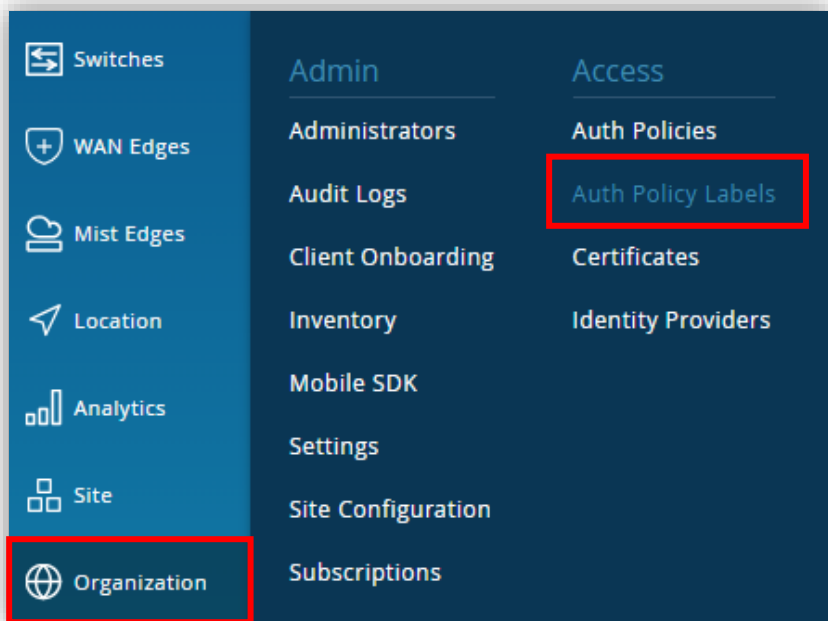 Switches
WAN Edges
Mist Edges
Location
Analytics
Site
Organization
Admin
Administrators
Audit Logs
Client Onboarding
Inventory
Mobile SDK
Settings
Site Configuration
Subscriptions
Access
Auth Policies
Auth Policy Labels
Certificates
Identity Providers